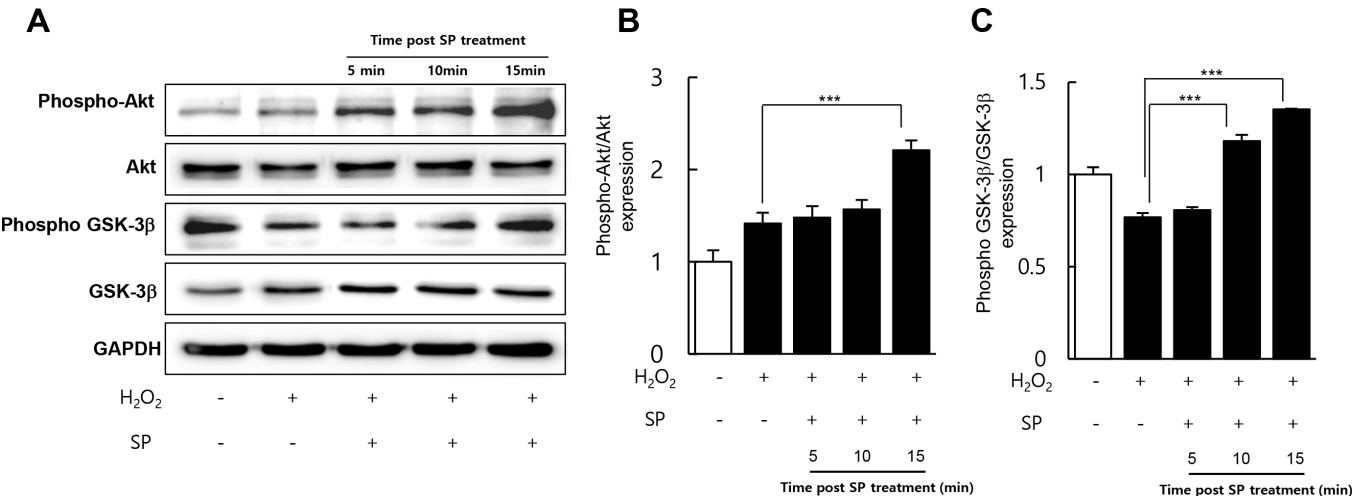 A
Time post SP treatment
5 min 10min 15min
Phospho-Akt
Akt
Phospho GSK-3β
GSK-3β
GAPDH
H₂O₂ - + + + +
SP - - + + +
B
Phospho-Akt/Akt
expression
3
2
1
0
***
H₂O₂ - + + + +
SP - - + + +
5 10 15
Time post SP treatment (min)
C
Phospho GSK-3β/GSK-3β
expression
1.5
1
0.5
0
***
***
H₂O₂ - + + + +
SP - - + + +
5 10 15
Time post SP treatment (min)